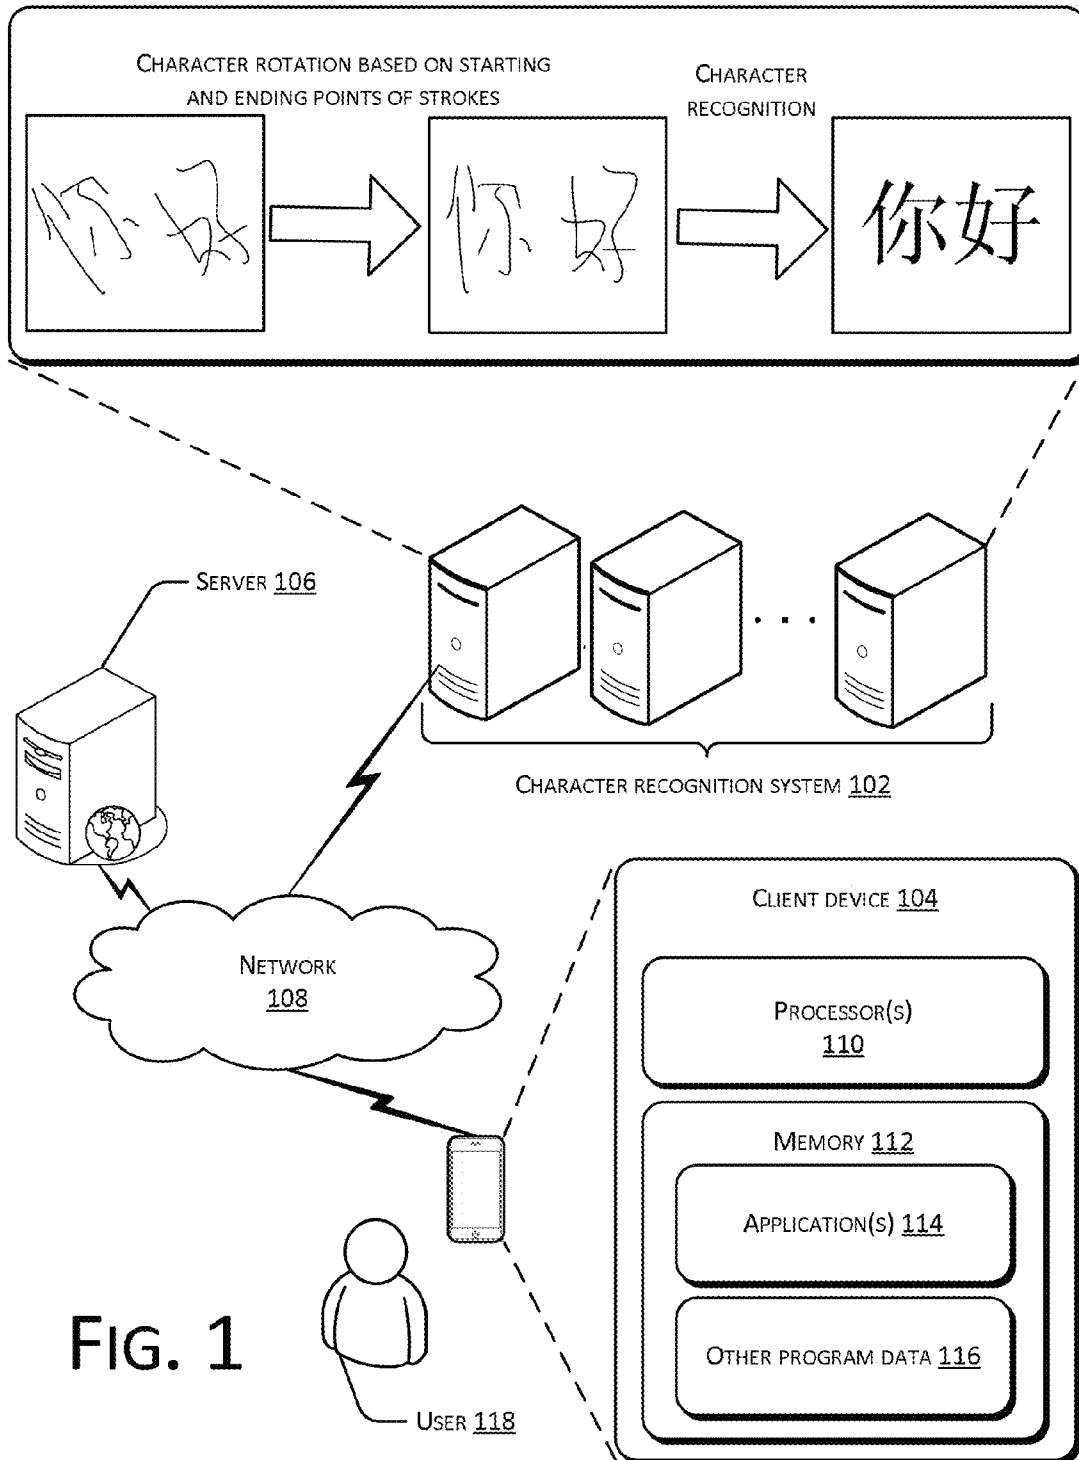 CHARACTER ROTATION BASED ON STARTING
AND ENDING POINTS OF STROKES
CHARACTER
RECOGNITION
你 好
你 好
你好
SERVER 106
CHARACTER RECOGNITION SYSTEM 102
NETWORK
108
CLIENT DEVICE 104
PROCESSOR(S)
110
MEMORY 112
APPLICATION(S) 114
OTHER PROGRAM DATA 116
USER 118
FIG. 1